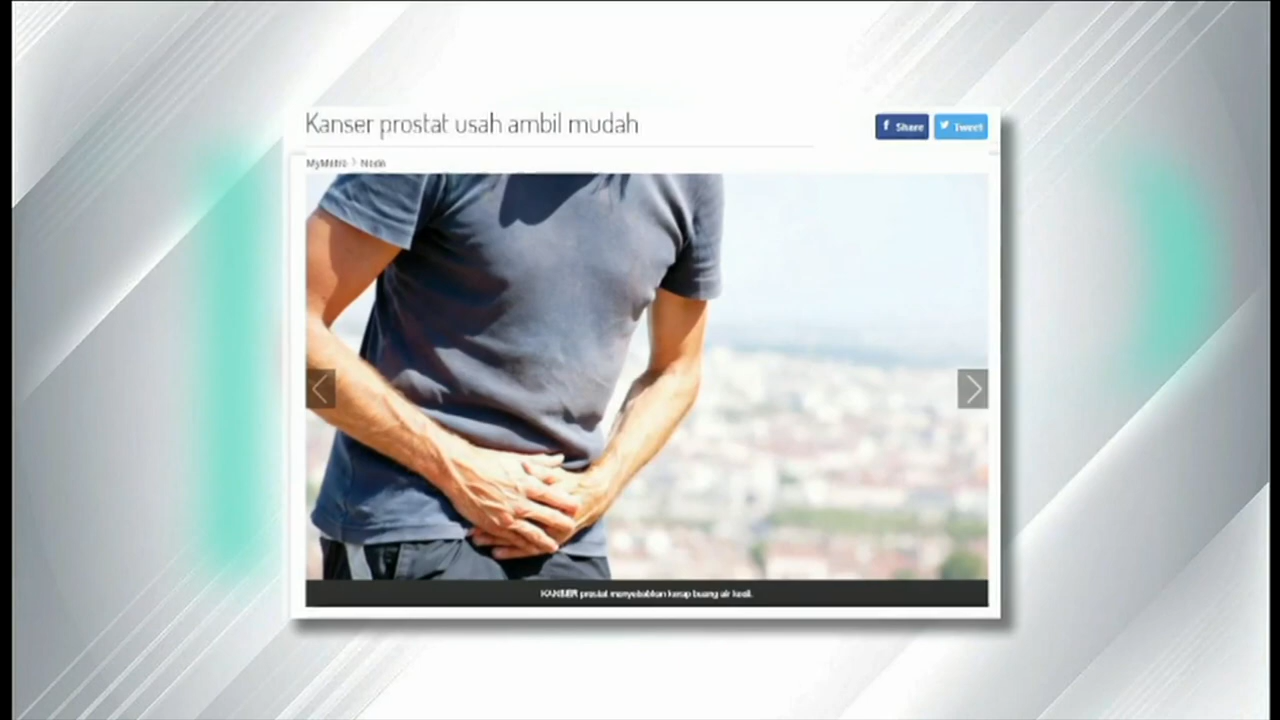 Kanser prostat usah ambil mudah
Share
Tweet
MyMetro
KANSER prostat menyebabkan kerap buang air kecil.